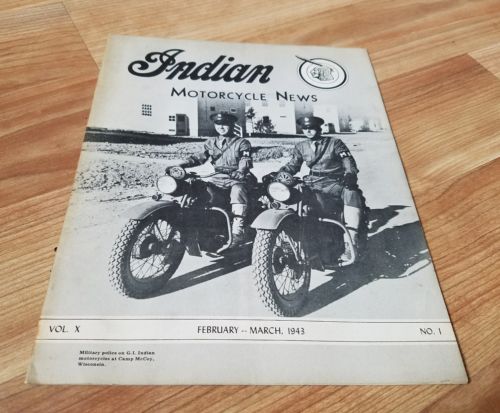 Indian
MOTORCYCLE NEWS
VOL. X FEBRUARY -- MARCH, 1943 NO. 1
Military police on G.I. Indian
motorcycles at Camp McCoy,
Wisconsin.